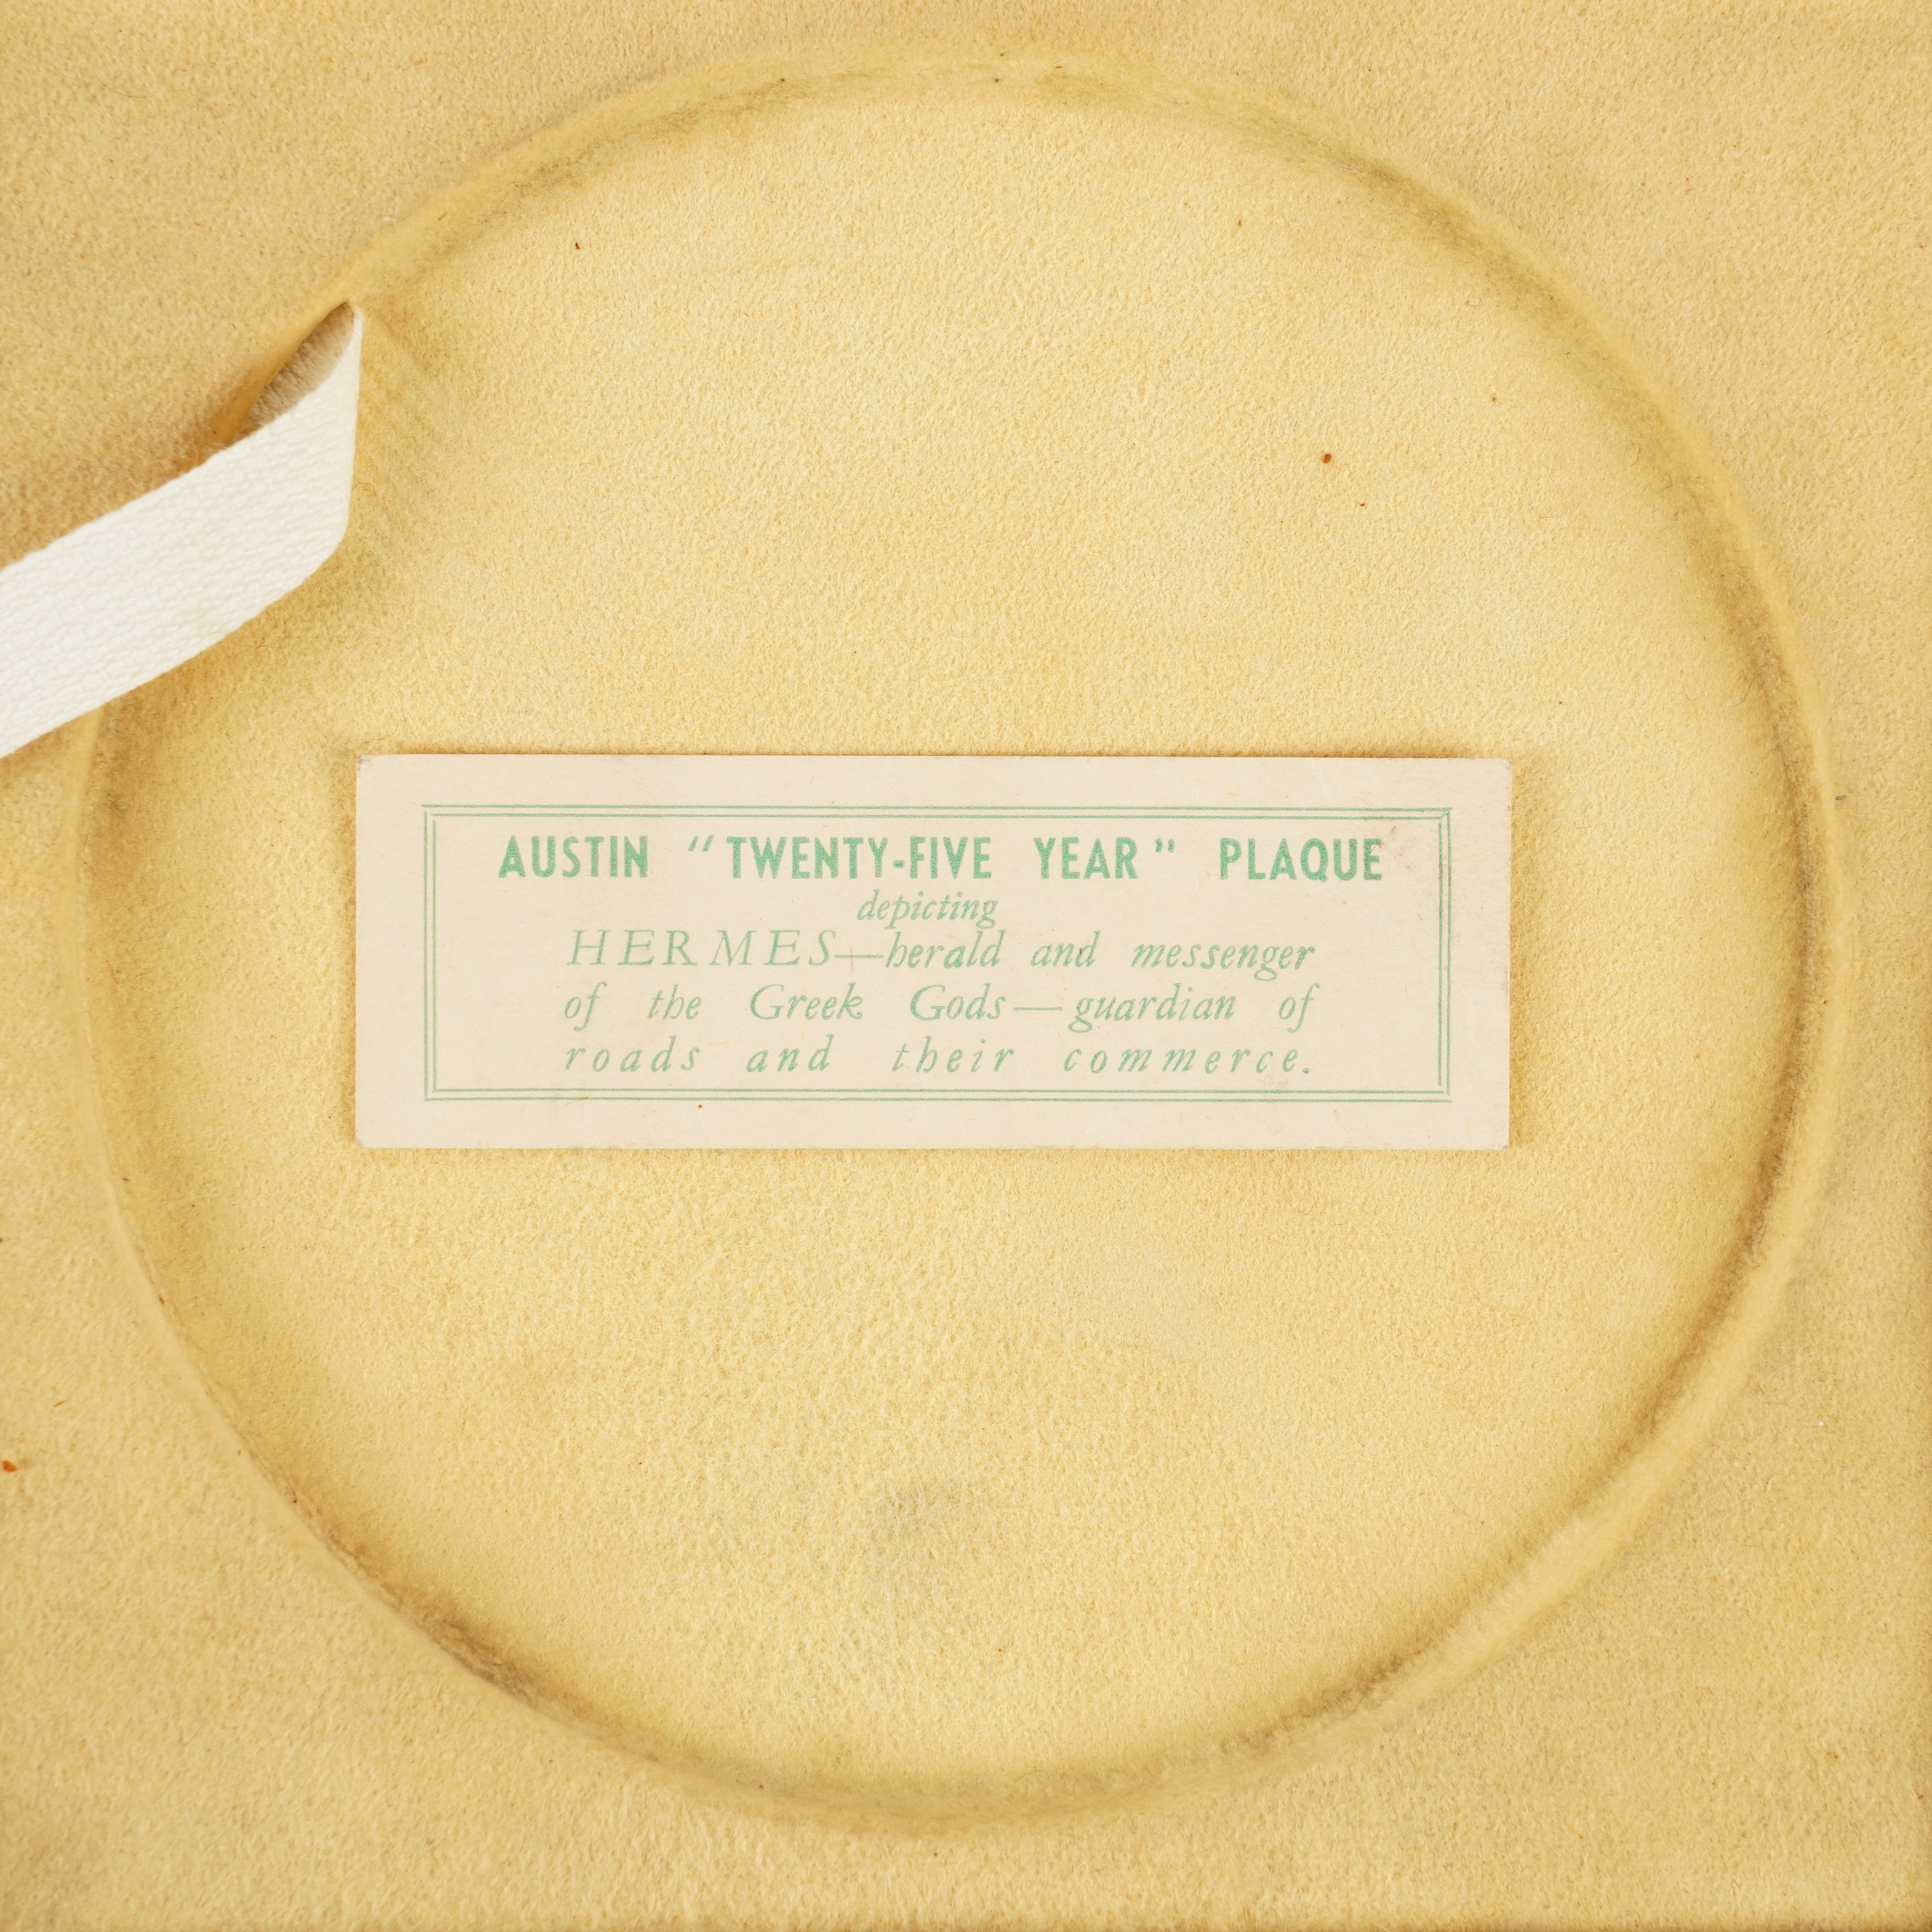 AUSTIN "TWENTY-FIVE YEAR" PLAQUE
depicting
HERMES—herald and messenger
of the Greek Gods—guardian of
roads and their commerce.